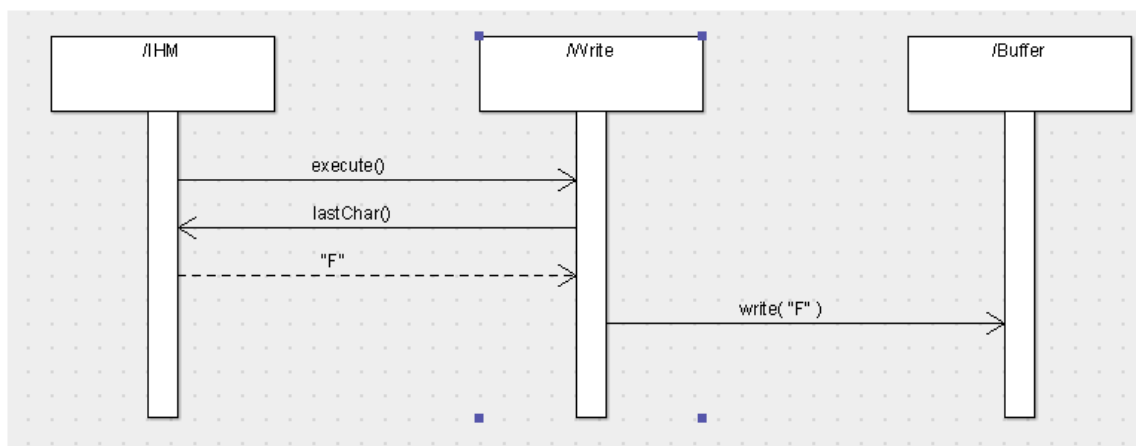 /IHM
/Write
/Buffer
execute()
lastChar()
"F"
write( "F" )